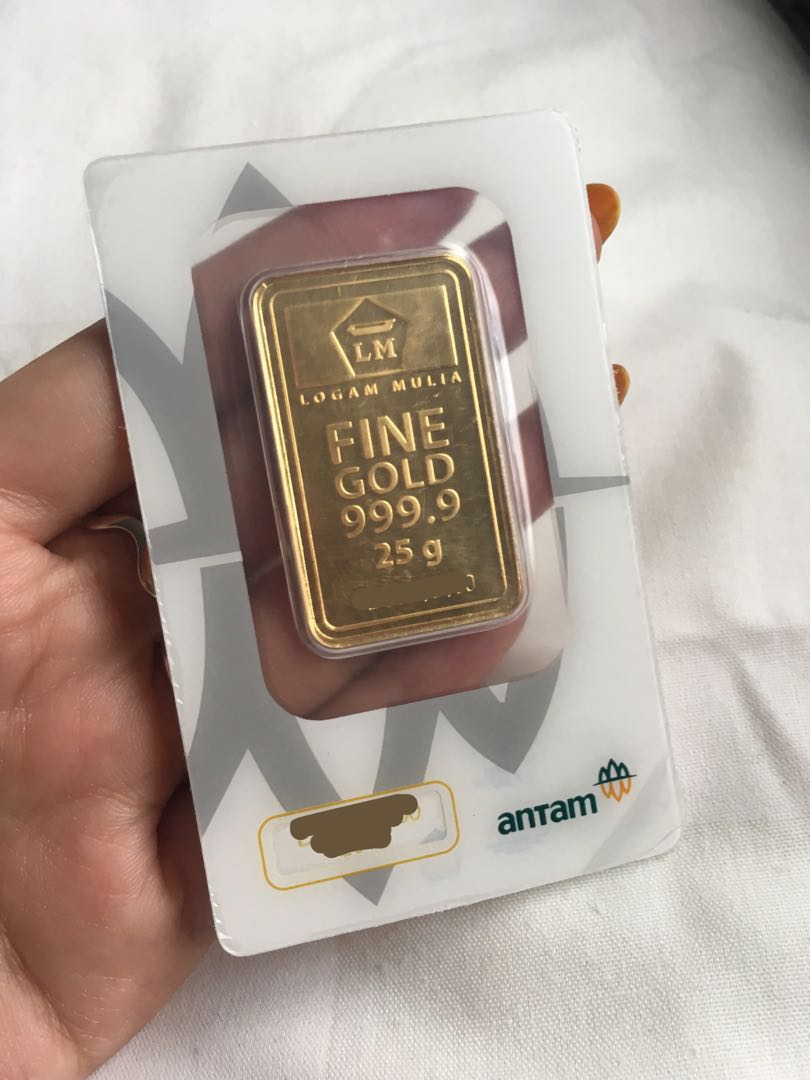 LM
LOGAM MULIA
FINE
GOLD
999.9
25 g
antam